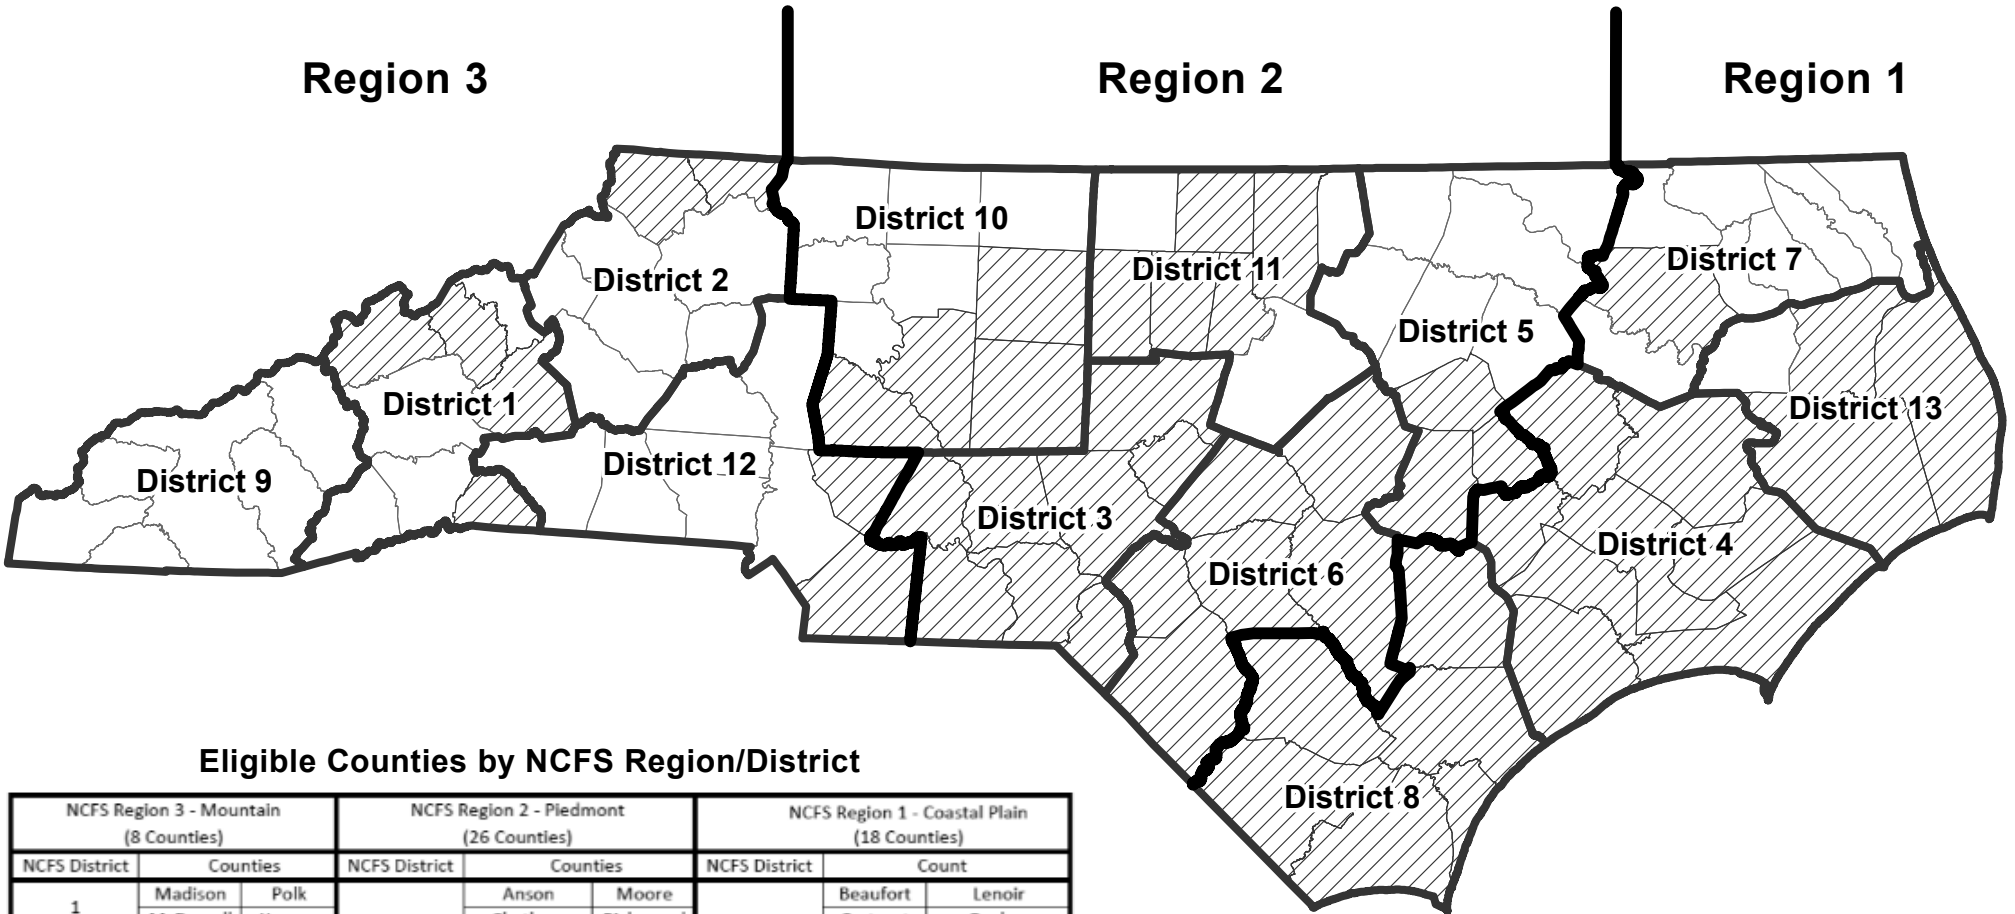 Region 3
Region 2
Region 1
District 10
District 11
District 7
District 2
District 5
District 1
District 13
District 12
District 9
District 3
District 4
District 6
District 8
Eligible Counties by NCFS Region/District
NCFS Region 3 - Mountain
(8 Counties)
NCFS Region 2 - Piedmont
(26 Counties)
NCFS Region 1 - Coastal Plain
(18 Counties)
NCFS District Counties NCFS District Counties NCFS District Count
1 Madison Polk Anson Moore Beaufort Lenoir